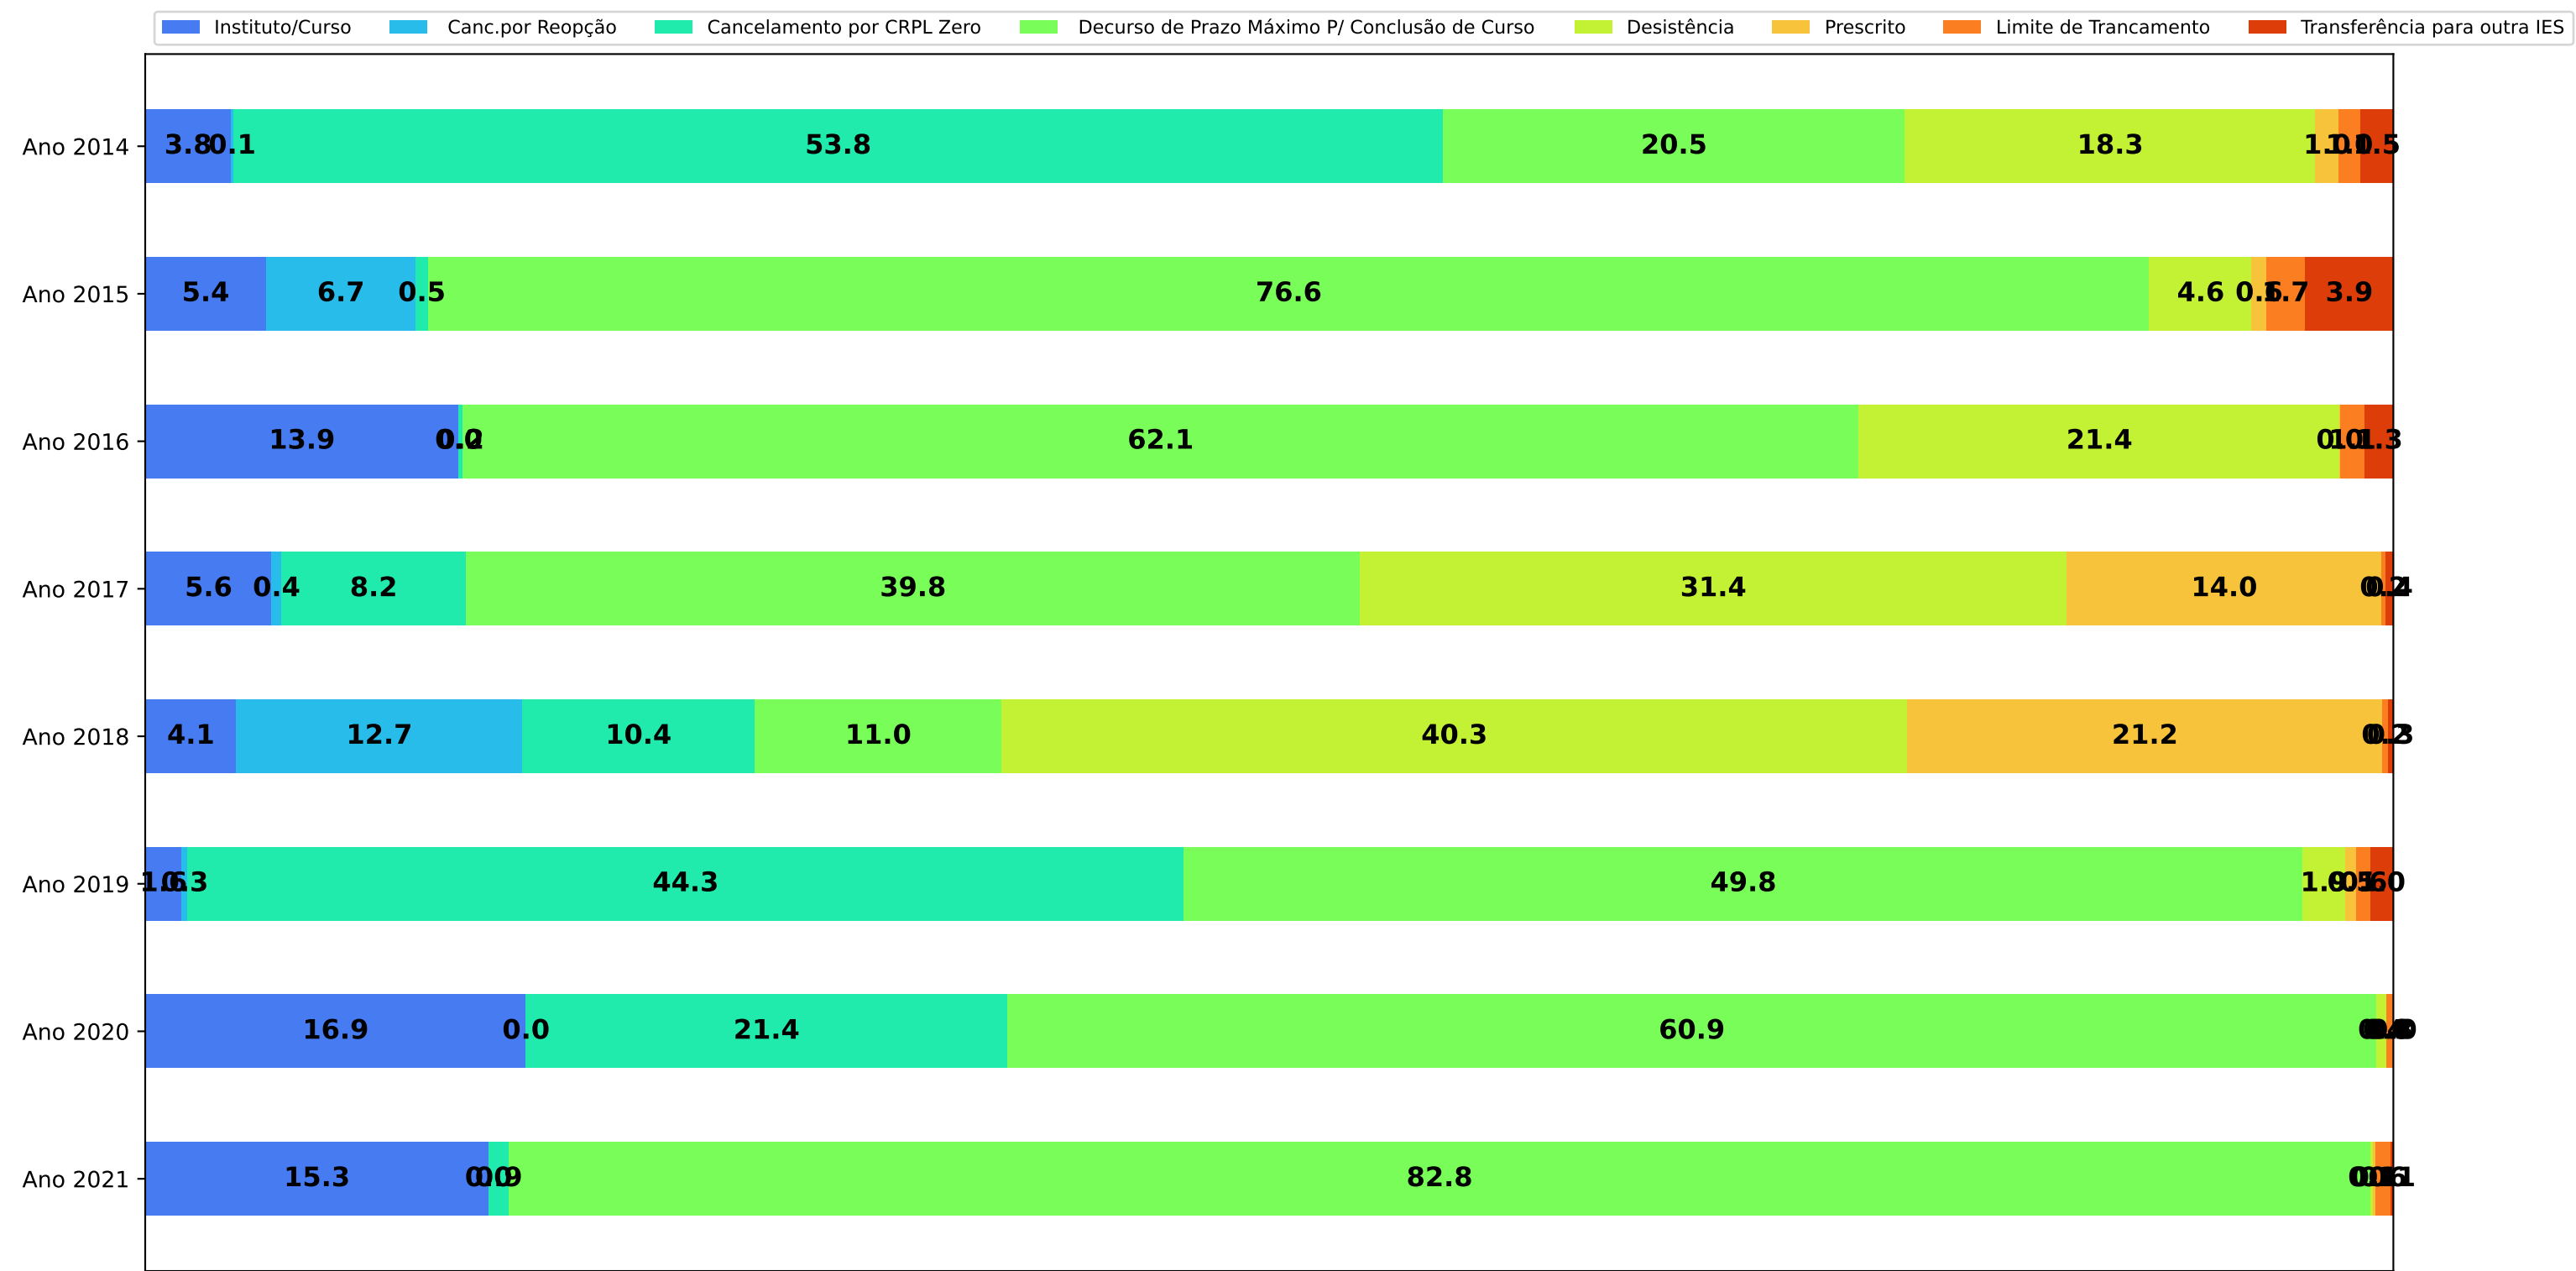 Instituto/Curso Canc.por Reopção Cancelamento por CRPL Zero Decurso de Prazo Máximo P/ Conclusão de Curso Desistência Prescrito Limite de Trancamento Transferência para outra IES
Ano 2014 3.8 0.1 53.8 20.5 18.3
Ano 2015 5.4 6.7 0.5 76.6 4.6 3.9
Ano 2016 13.9 62.1 21.4
Ano 2017 5.6 0.4 8.2 39.8 31.4 14.0
Ano 2018 4.1 12.7 10.4 11.0 40.3 21.2
Ano 2019 44.3 49.8
Ano 2020 16.9 0.0 21.4 60.9
Ano 2021 15.3 82.8